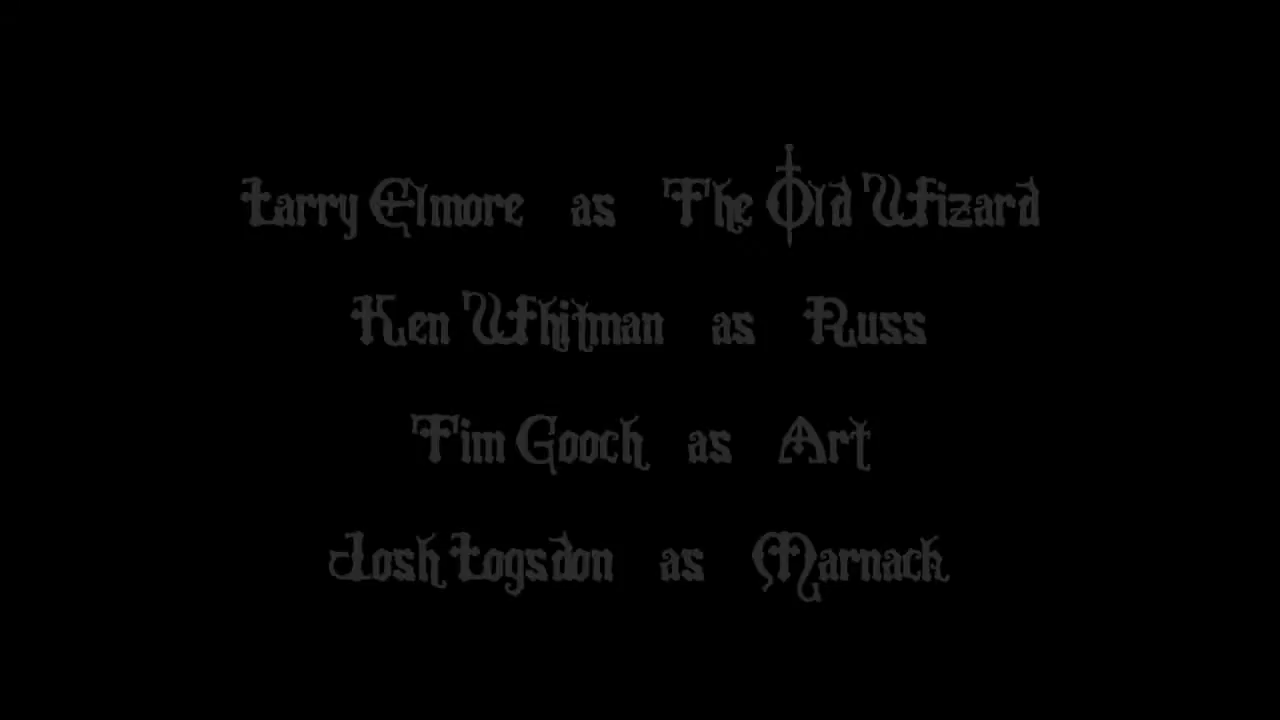 Larry Elmore as The Old Wizard
Ken Whitman as Russ
Tim Gooch as Art
Josh Logsdon as Marnack